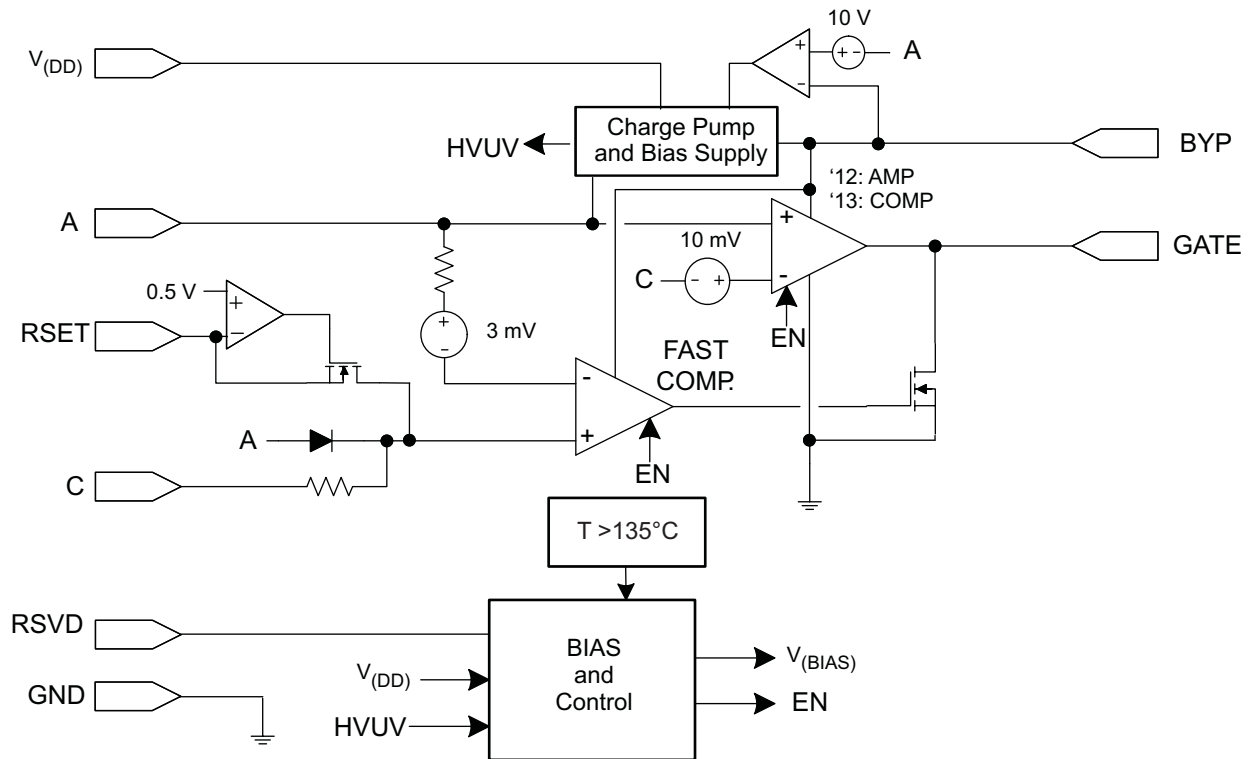 10 V
+
+ -
A
V(DD)
-
Charge Pump
and Bias Supply
HVUV
BYP
'12: AMP
'13: COMP
A
+
10 mV
GATE
C
- +
-
0.5 V
+
RSET
-
+
-
3 mV
EN
FAST
COMP.
-
A
+
EN
C
T >135°C
RSVD
BIAS
and
Control
V(BIAS)
V(DD)
GND
EN
HVUV